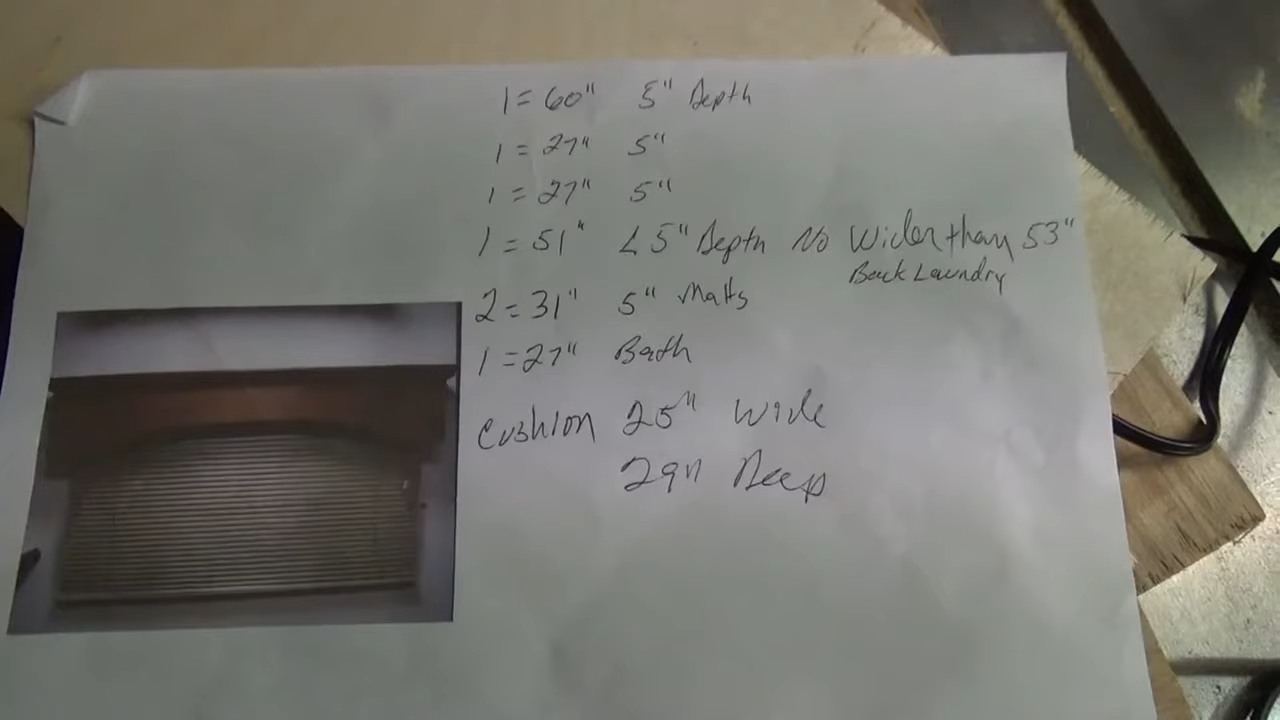 1 = 60" 5" Depth
1 = 27" 5"
1 = 27" 5"
1 = 51" < 5" Depth No Wider than 53"
Back Laundry
2 = 31" 5" Matts
1 = 27" Bath
Cushion 25" Wide
29" Deep